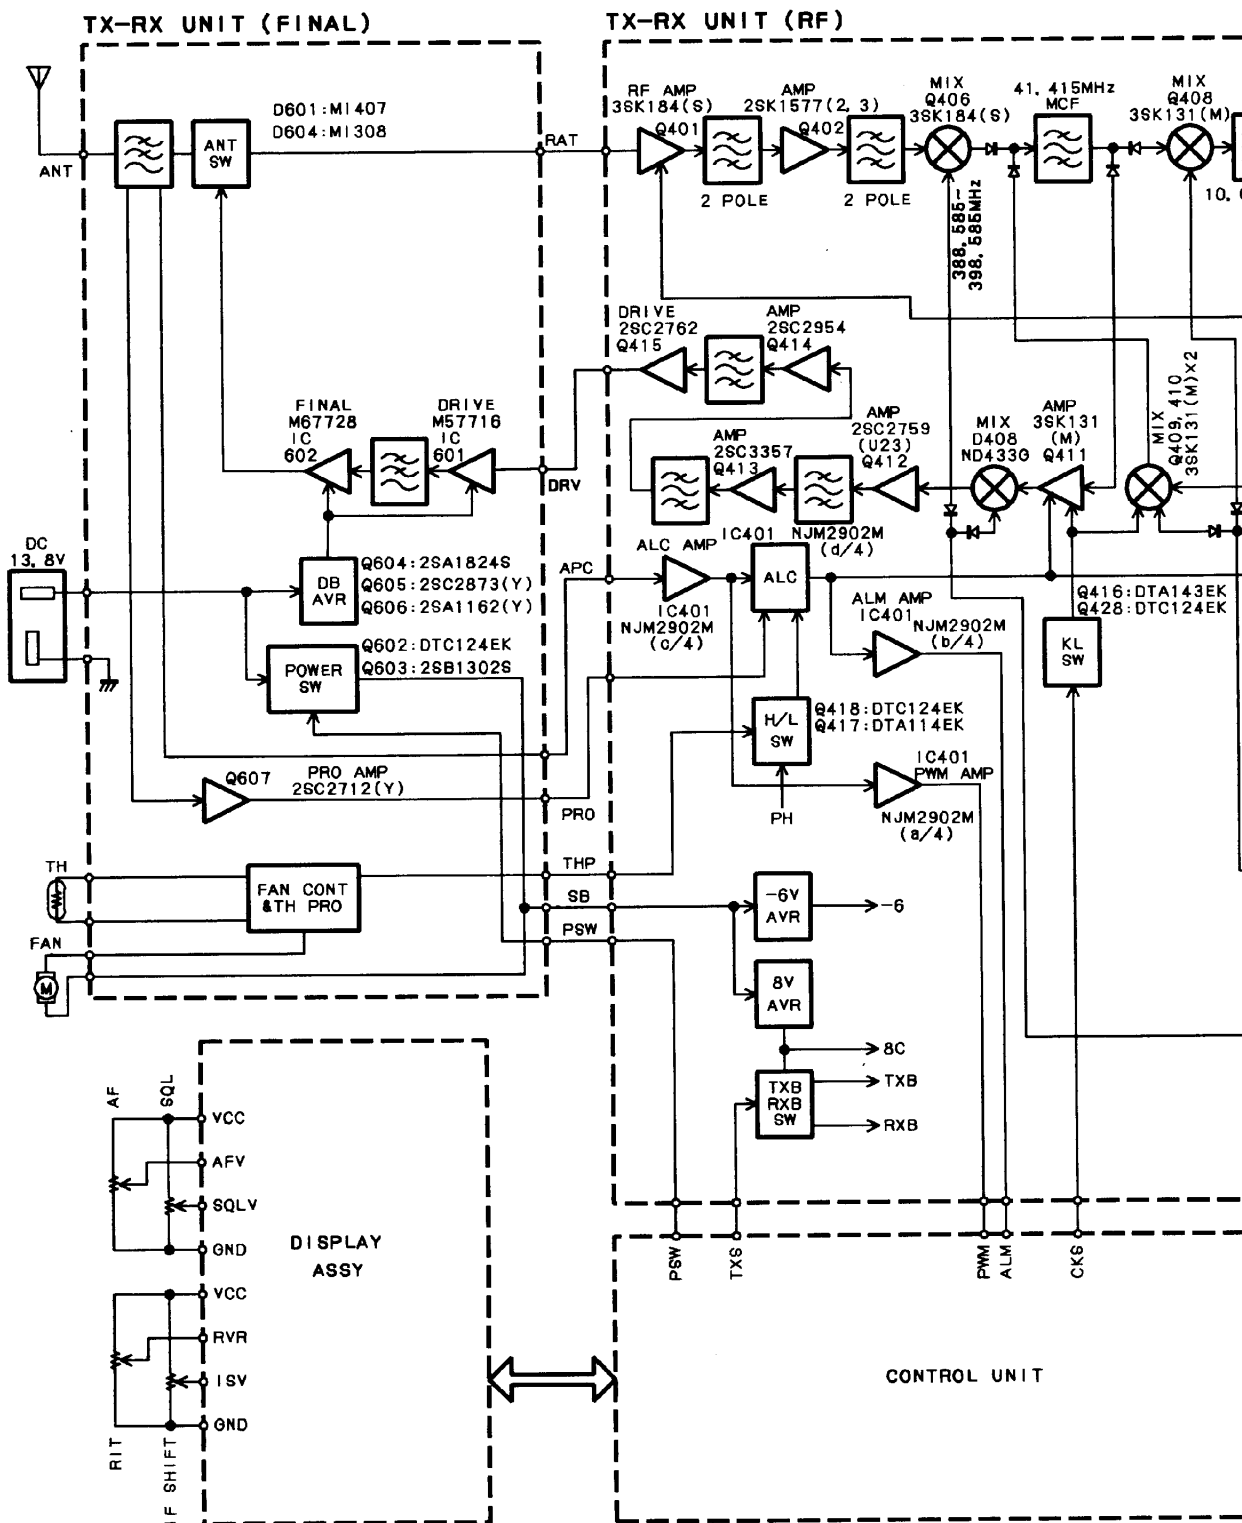 TX-RX UNIT (FINAL)
TX-RX UNIT (RF)
ANT
D601:MI407
D604:MI308
ANT
SW
RAT
RF AMP
3SK184(S)
Q401
2 POLE
AMP
2SK1577(2,3)
Q402
2 POLE
MIX
Q406
3SK184(S)
41.415MHz
MCF
MIX
Q408
3SK131(M)
388.585~
398.585MHz
DRIVE
2SC2762
Q415
AMP
2SC2954
Q414
FINAL
M67728
IC
602
DRIVE
M57716
IC
601
DRV
AMP
2SC3357
Q413
AMP
2SC2759
(U23)
Q412
MIX
D408
ND433G
AMP
3SK131
(M)
Q411
MIX
Q409,410
3SK131(M)×2
DC
13.8V
DB
AVR
Q604:2SA1824S
Q605:2SC2873(Y)
Q606:2SA1162(Y)
APC
ALC AMP
IC401
NJM2902M
(c/4)
IC401
NJM2902M
(d/4)
ALC
ALM AMP
IC401
NJM2902M
(b/4)
Q416:DTA143EK
Q428:DTC124EK
KL
SW
POWER
SW
Q602:DTC124EK
Q603:2SB1302S
H/L
SW
Q418:DTC124EK
Q417:DTA114EK
PH
IC401
PWM AMP
NJM2902M
(a/4)
Q607
PRO AMP
2SC2712(Y)
PRO
TH
FAN CONT
&TH PRO
THP
SB
PSW
FAN
M
-6V
AVR
-6
8V
AVR
8C
TXB
RXB
SW
TXB
RXB
AF
SQL
VCC
AFV
SQLV
GND
VCC
RVR
ISV
GND
RIT
IF SHIFT
DISPLAY
ASSY
PSW
TXS
PWM
ALM
CKS
CONTROL UNIT